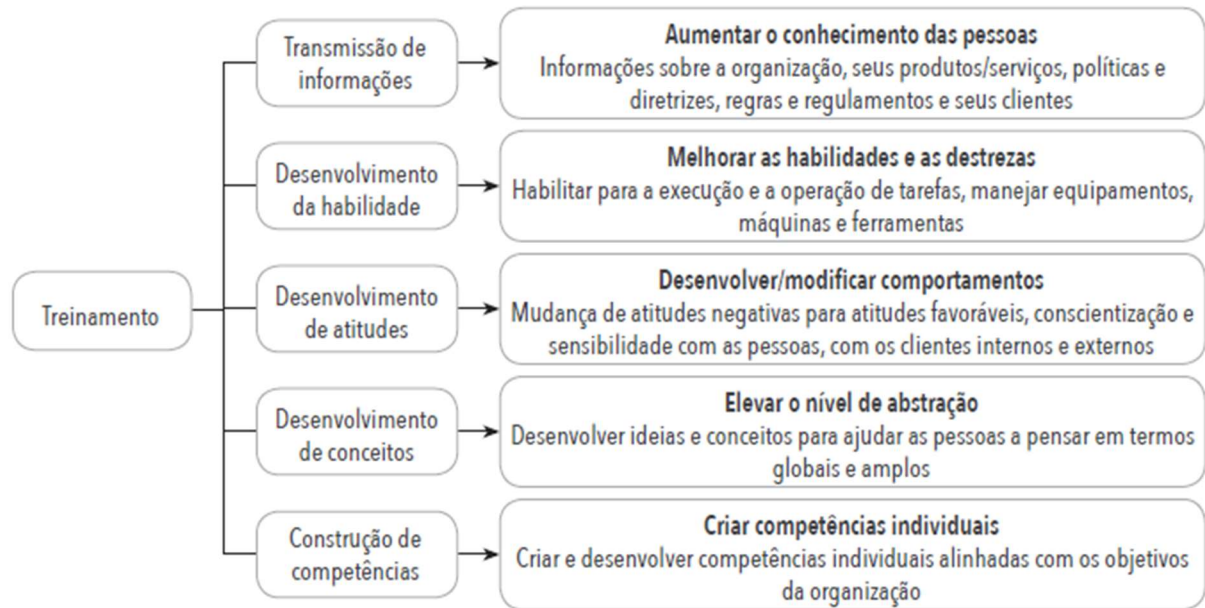 Treinamento
Transmissão de
informações
Aumentar o conhecimento das pessoas
Informações sobre a organização, seus produtos/serviços, políticas e
diretrizes, regras e regulamentos e seus clientes
Desenvolvimento
da habilidade
Melhorar as habilidades e as destrezas
Habilitar para a execução e a operação de tarefas, manejar equipamentos,
máquinas e ferramentas
Desenvolvimento
de atitudes
Desenvolver/modificar comportamentos
Mudança de atitudes negativas para atitudes favoráveis, conscientização e
sensibilidade com as pessoas, com os clientes internos e externos
Desenvolvimento
de conceitos
Elevar o nível de abstração
Desenvolver ideias e conceitos para ajudar as pessoas a pensar em termos
globais e amplos
Construção de
competências
Criar competências individuais
Criar e desenvolver competências individuais alinhadas com os objetivos
da organização